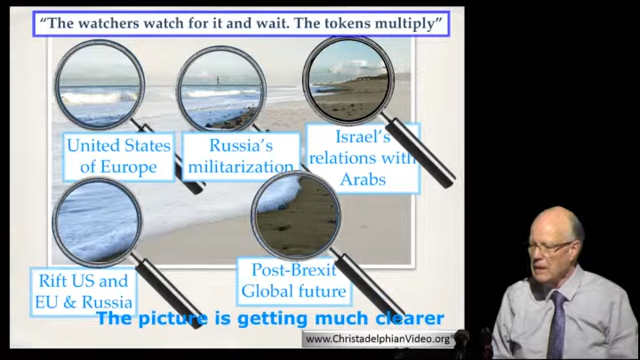 “The watchers watch for it and wait. The tokens multiply”
United States
of Europe
Russia’s
militarization
Israel’s
relations with
Arabs
Rift US and
EU & Russia
Post-Brexit
Global future
The picture is getting much clearer
www.ChristadelphianVideo.org